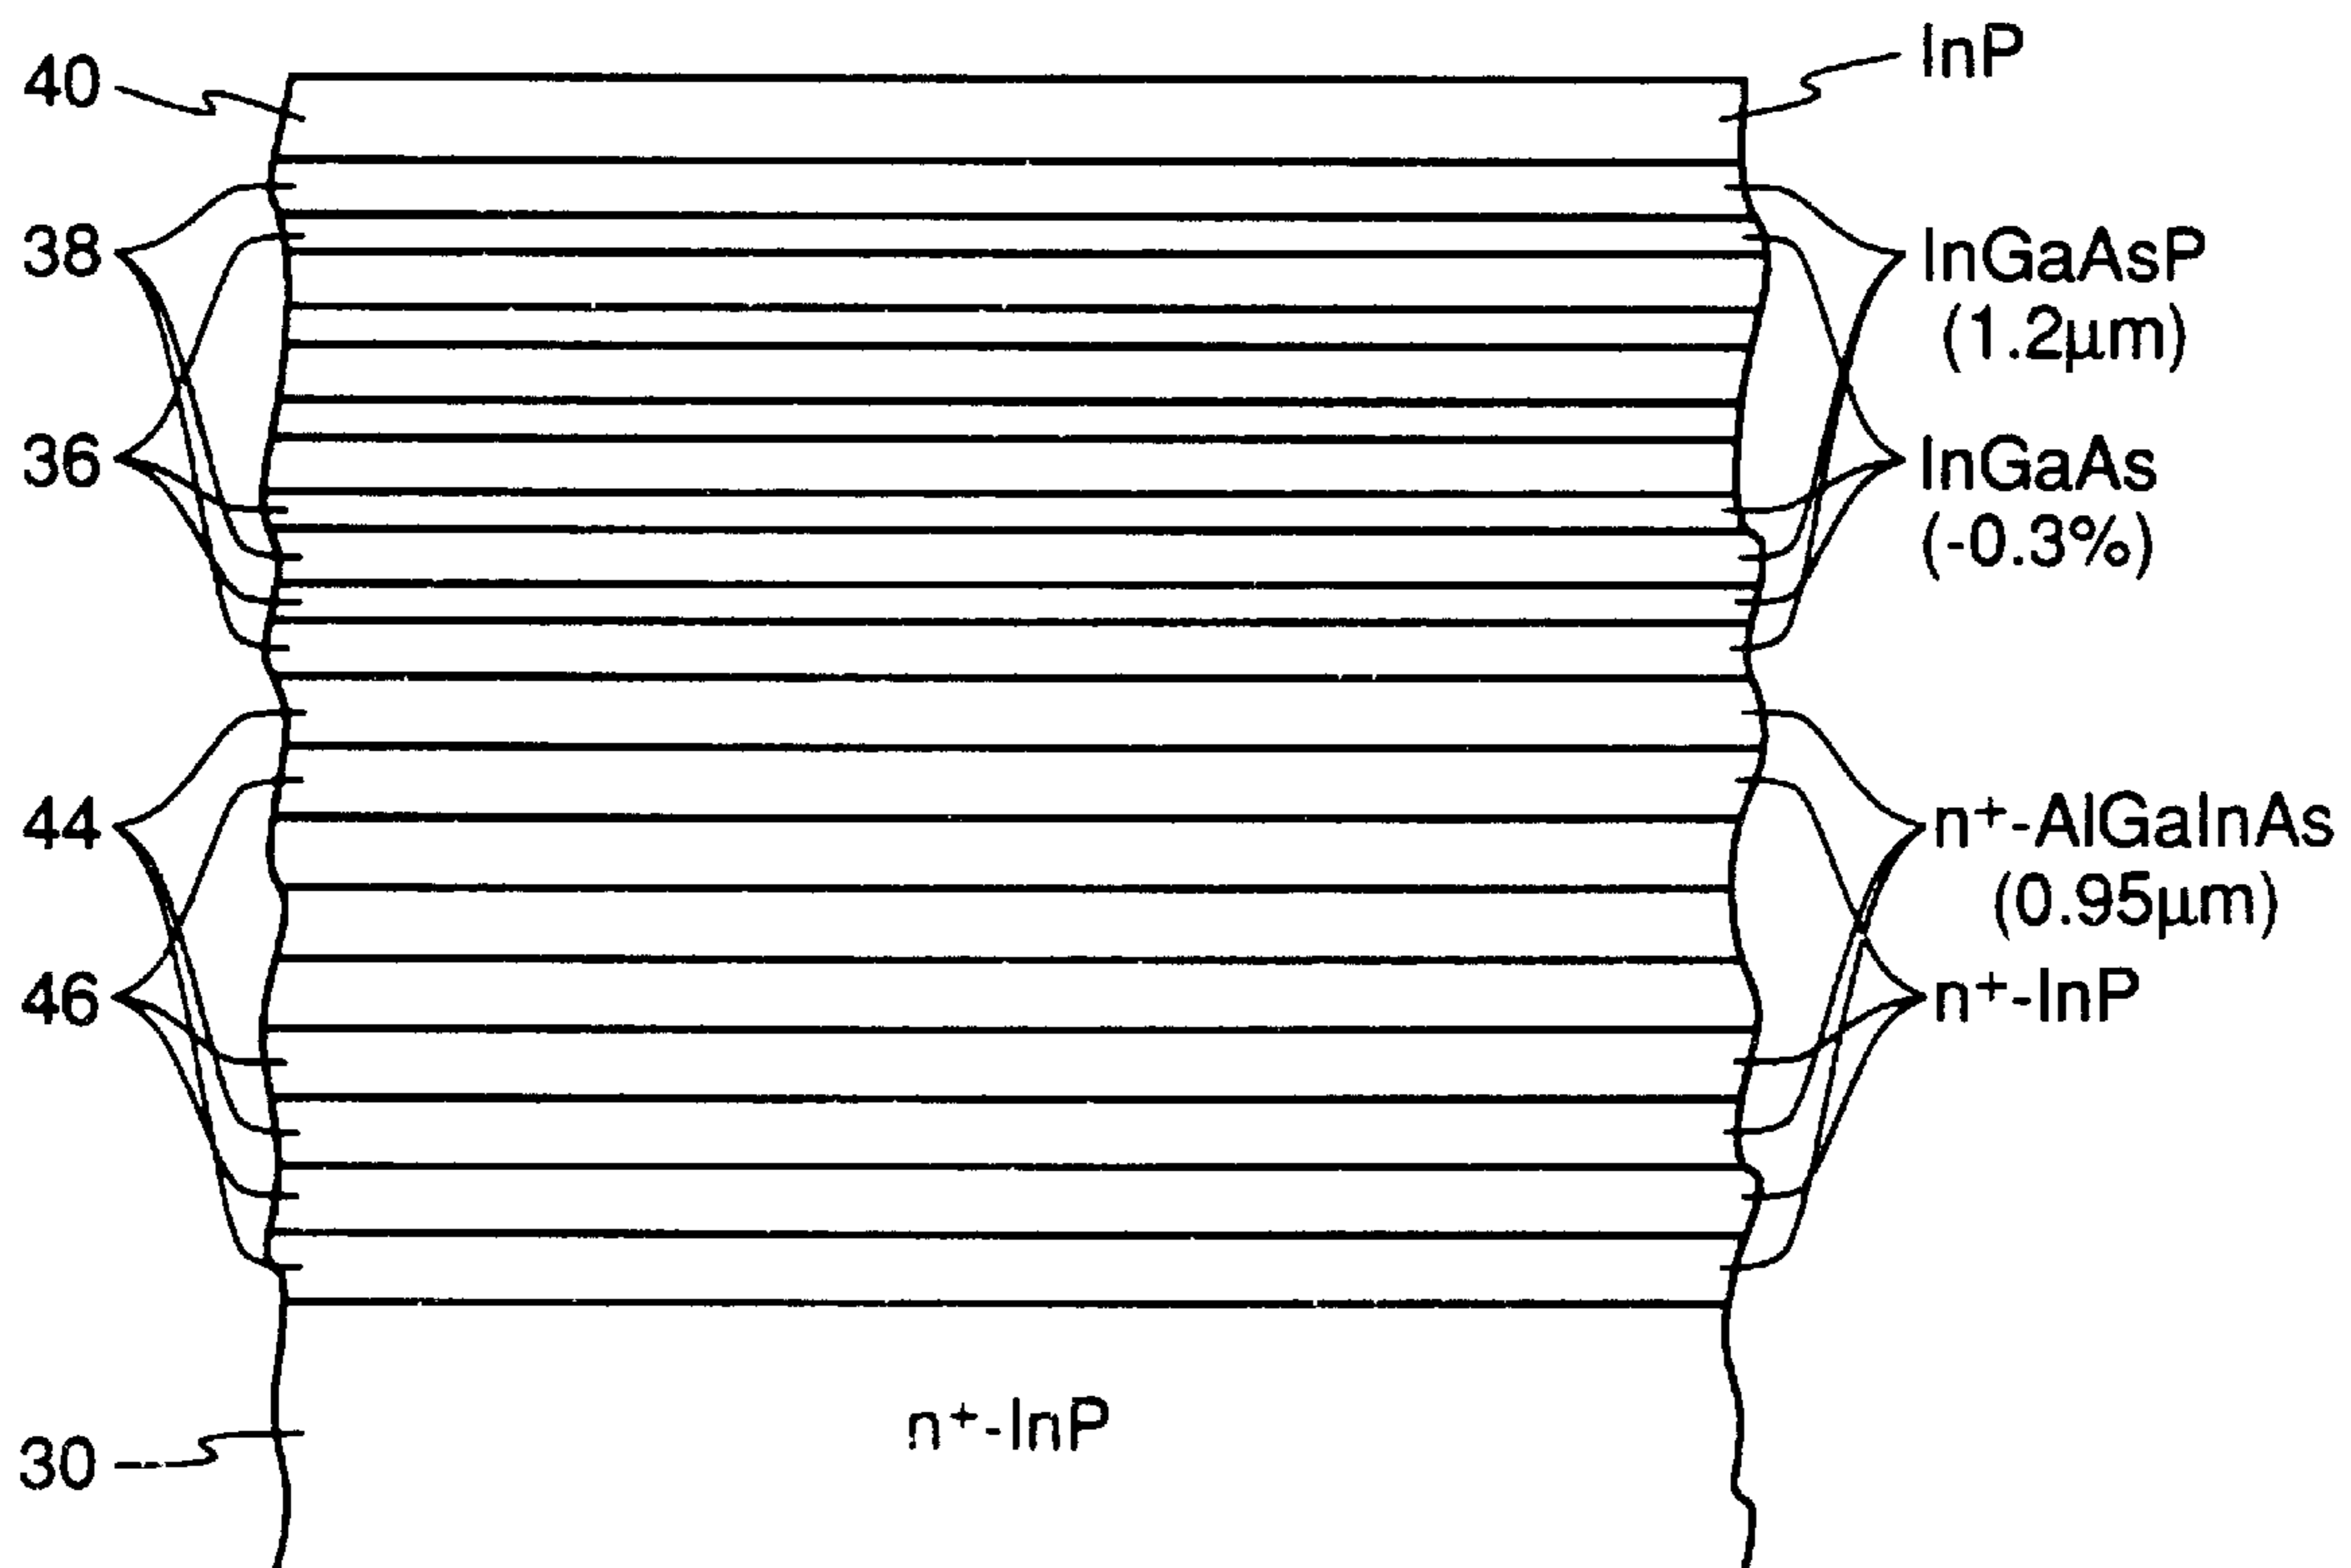 40
InP
38
InGaAsP
(1.2μm)
36
InGaAs
(-0.3%)
44
n+-AlGaInAs
(0.95μm)
46
n+-InP
n+-InP
30